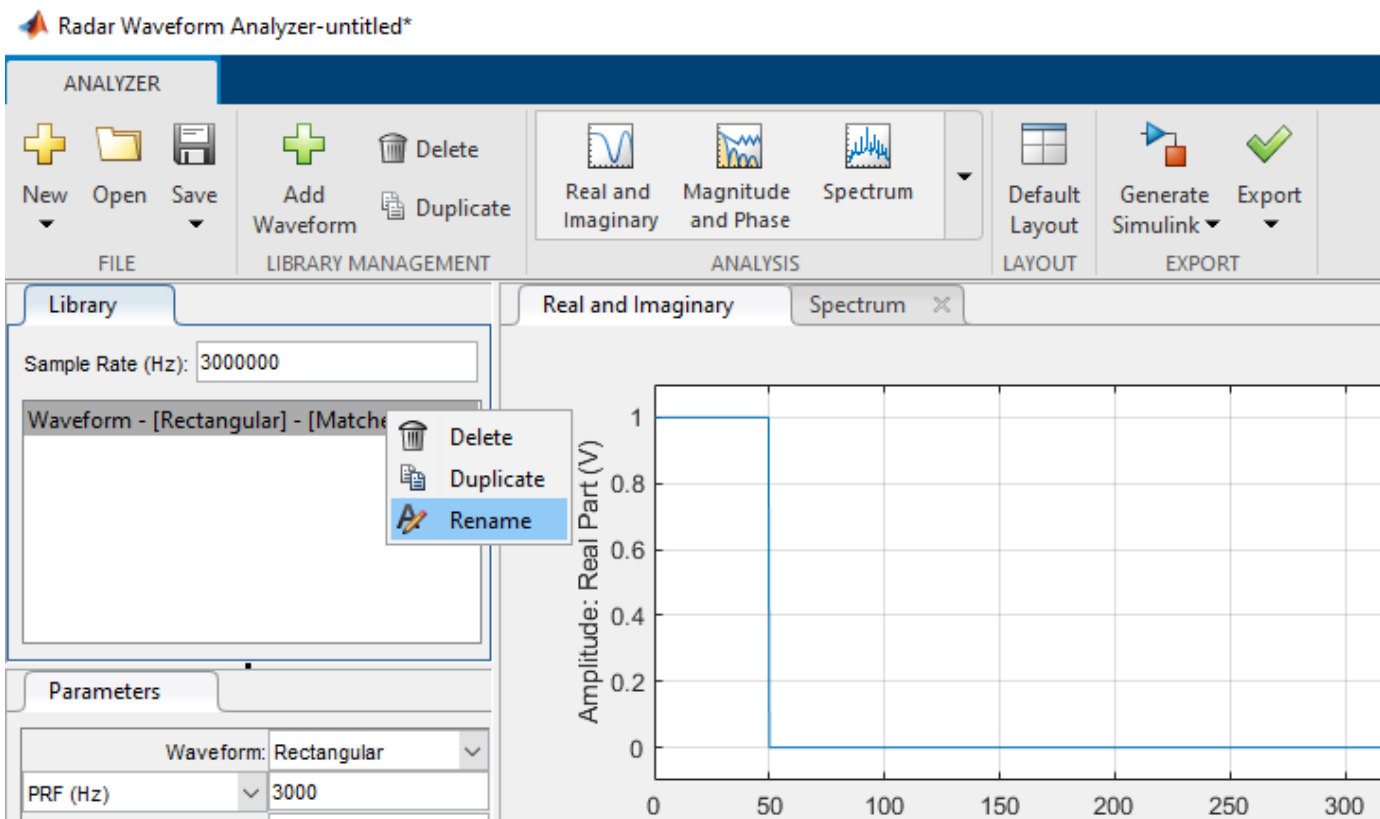 Radar Waveform Analyzer-untitled*
ANALYZER
New
Open
Save
Add
Waveform
Delete
Duplicate
Real and
Imaginary
Magnitude
and Phase
Spectrum
Default
Layout
Generate
Simulink
Export
FILE
LIBRARY MANAGEMENT
ANALYSIS
LAYOUT
EXPORT
Library
Sample Rate (Hz): 3000000
Waveform - [Rectangular] - [Matche
Delete
Duplicate
Rename
Parameters
Waveform: Rectangular
PRF (Hz) 3000
Real and Imaginary
Spectrum
Amplitude: Real Part (V)
1
0.8
0.6
0.4
0.2
0
0 50 100 150 200 250 300